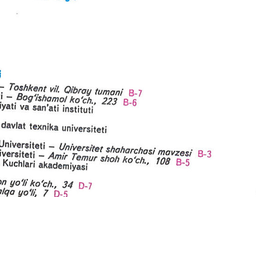 – Toshkent vil. Qibray tumani B-7
i – Bog‘ishamol ko‘ch., 223 B-6
iyati va san’ati instituti
davlat texnika universiteti
Universiteti – Universitet shaharchasi mavzesi B-3
iversiteti – Amir Temur shoh ko‘ch., 108 B-5
Kuchlari akademiyasi
n yo‘li ko‘ch., 34 D-7
lqa yo‘li, 7 D-5